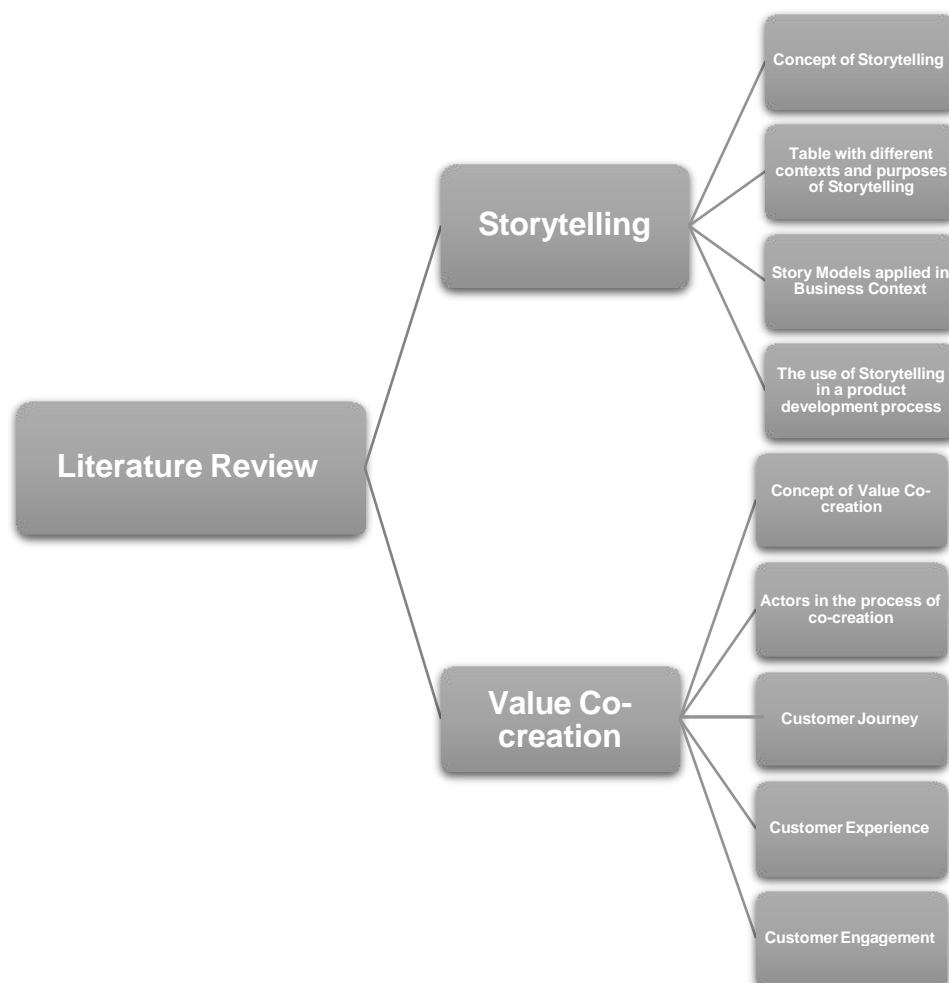 Literature Review
Storytelling
Concept of Storytelling
Table with different
contexts and purposes
of Storytelling
Story Models applied in
Business Context
The use of Storytelling
in a product
development process
Value Co-
creation
Concept of Value Co-
creation
Actors in the process of
co-creation
Customer Journey
Customer Experience
Customer Engagement